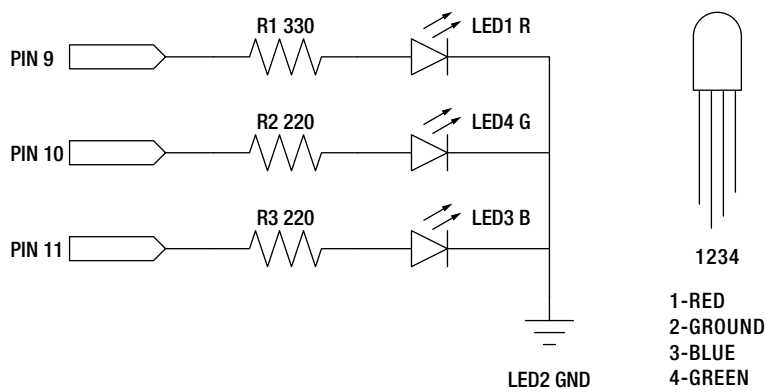 R1 330
LED1 R
PIN 9
R2 220
LED4 G
PIN 10
R3 220
LED3 B
PIN 11
LED2 GND
1234
1-RED
2-GROUND
3-BLUE
4-GREEN